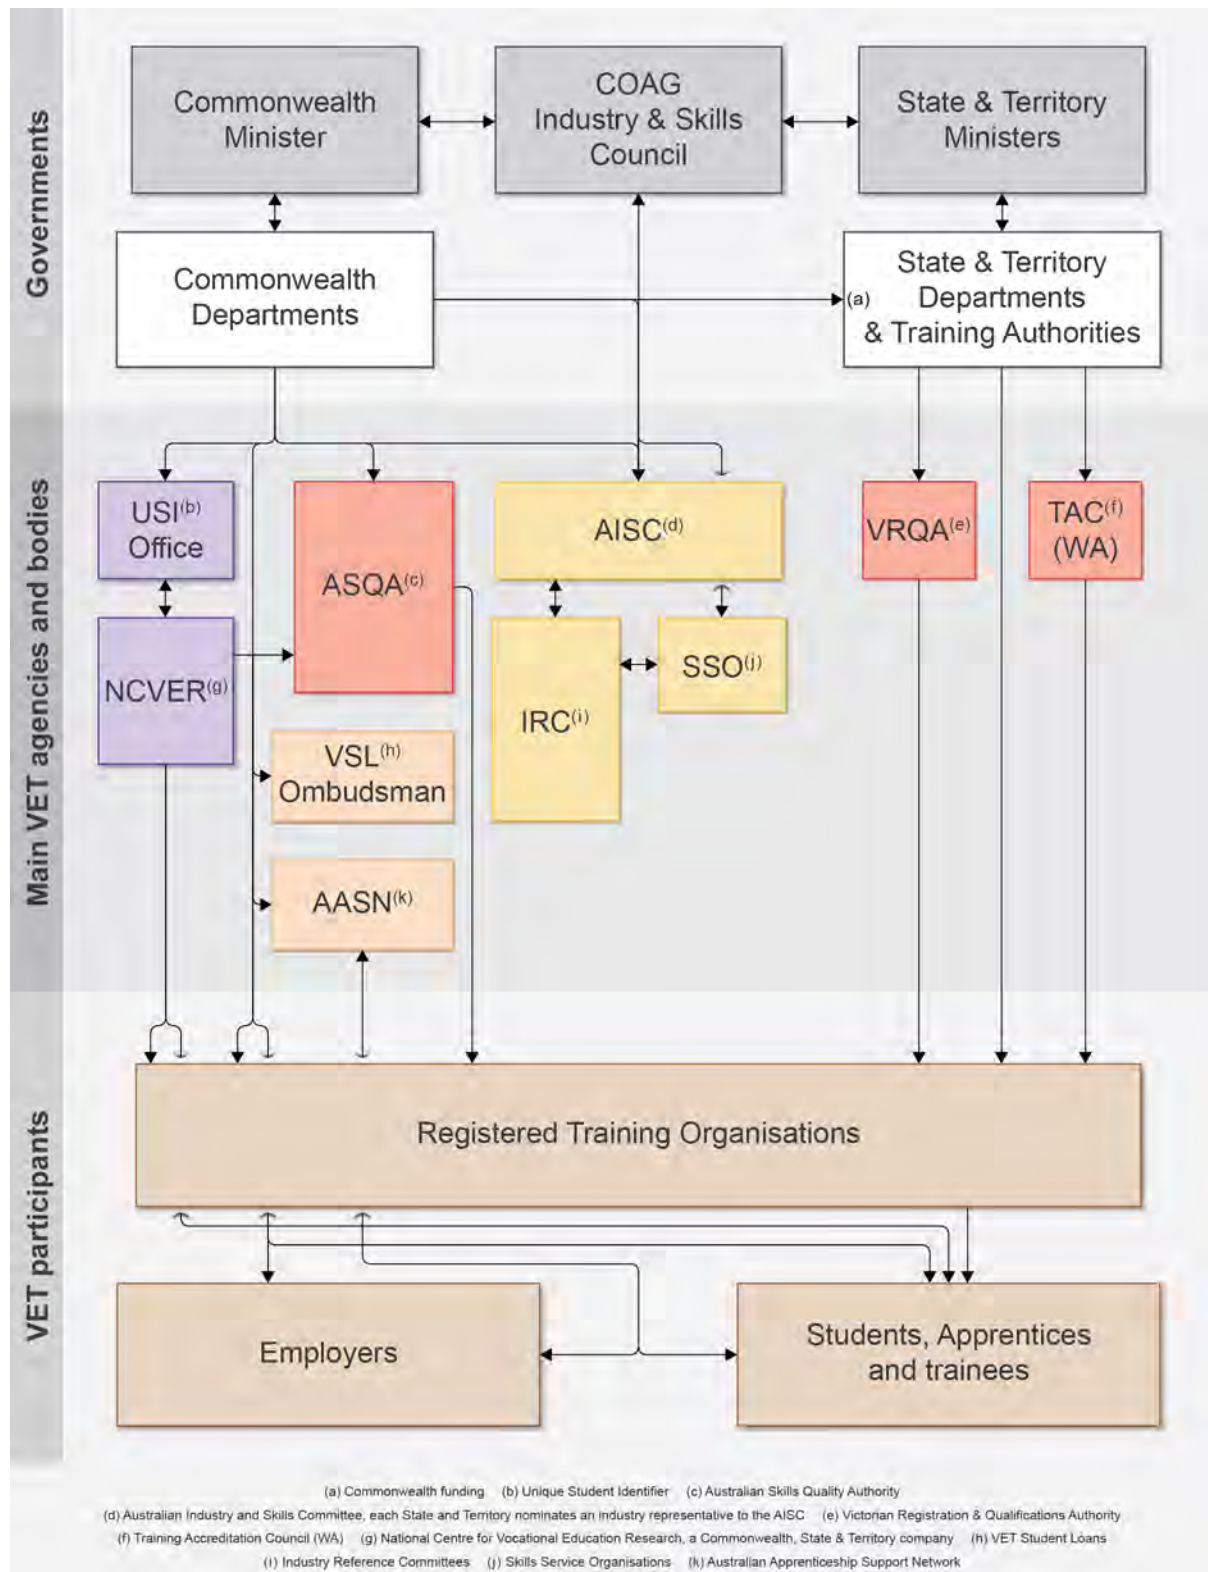 Governments
Commonwealth
Minister
COAG
Industry & Skills
Council
State & Territory
Ministers
Commonwealth
Departments
(a)
State & Territory
Departments
& Training Authorities
Main VET agencies and bodies
USI(b)
Office
ASQA(c)
AISC(d)
VRQA(e)
TAC(f)
(WA)
NCVER(g)
IRC(i)
SSO(j)
VSL(h)
Ombudsman
AASN(k)
VET participants
Registered Training Organisations
Employers
Students, Apprentices
and trainees
(a) Commonwealth funding (b) Unique Student Identifier (c) Australian Skills Quality Authority
(d) Australian Industry and Skills Committee, each State and Territory nominates an industry representative to the AISC (e) Victorian Registration & Qualifications Authority
(f) Training Accreditation Council (WA) (g) National Centre for Vocational Education Research, a Commonwealth, State & Territory company (h) VET Student Loans
(i) Industry Reference Committees (j) Skills Service Organisations (k) Australian Apprenticeship Support Network